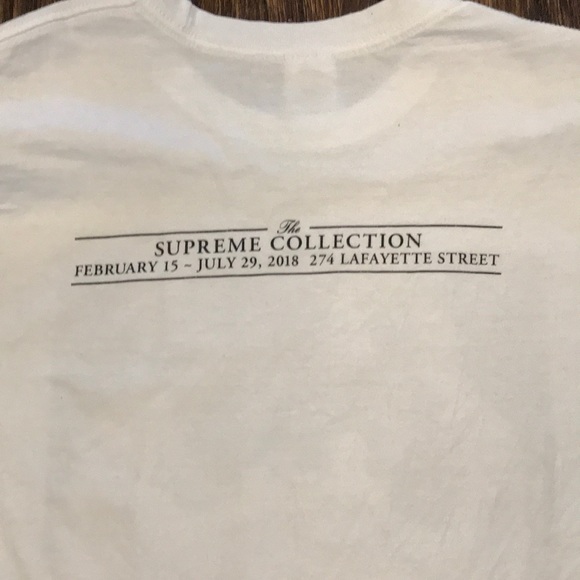 The
SUPREME COLLECTION
FEBRUARY 15 ~ JULY 29, 2018 274 LAFAYETTE STREET